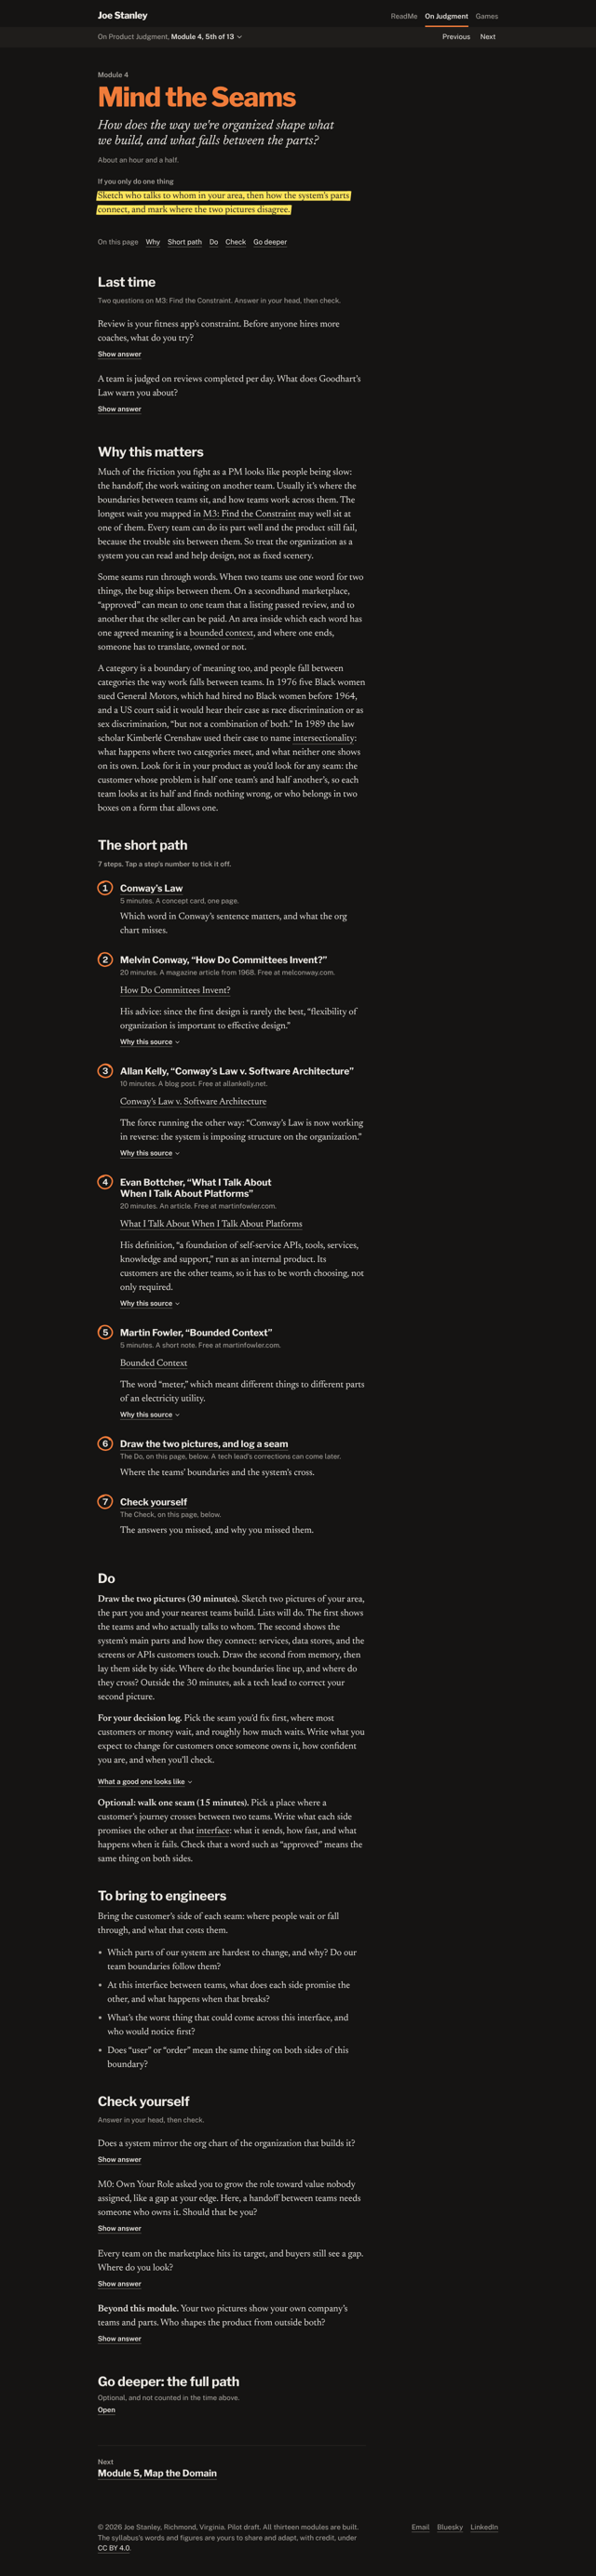 Joe Stanley
ReadMe On Judgment Games
On Product Judgment, Module 4, 5th of 13
Previous Next
Module 4
Mind the Seams
How does the way we're organized shape what
we build, and what falls between the parts?
About an hour and a half.
If you only do one thing
Sketch who talks to whom in your area, then how the system's parts
connect, and mark where the two pictures disagree.
On this page Why Short path Do Check Go deeper
Last time
Two questions on M3: Find the Constraint. Answer in your head, then check.
Review is your fitness app's constraint. Before anyone hires more
coaches, what do you try?
Show answer
A team is judged on reviews completed per day. What does Goodhart's
Law warn you about?
Show answer
Why this matters
Much of the friction you fight as a PM looks like people being slow:
the handoff, the work waiting on another team. Usually it's where the
boundaries between teams sit, and how teams work across them. The
longest wait you mapped in M3: Find the Constraint may well sit at
one of them. Every team can do its part well and the product still fail,
because the trouble sits between them. So treat the organization as a
system you can read and help design, not as fixed scenery.
Some seams run through words. When two teams use one word for two
things, the bug ships between them. On a secondhand marketplace,
“approved” can mean to one team that a listing passed review, and to
another that the seller can be paid. An area inside which each word has
one agreed meaning is a bounded context, and where one ends,
someone has to translate, owned or not.
A category is a boundary of meaning too, and people fall between
categories the way work falls between teams. In 1976 five Black women
sued General Motors, which had hired no Black women before 1964,
and a US court said it would hear their case as race discrimination or as
sex discrimination, “but not a combination of both.” In 1989 the law
scholar Kimberlé Crenshaw used their case to name intersectionality:
what happens where two categories meet, and what neither one shows
on its own. Look for it in your product as you'd look for any seam: the
customer whose problem is half one team's and half another's, so each
team looks at its half and finds nothing wrong, or who belongs in two
boxes on a form that allows one.
The short path
7 steps. Tap a step's number to tick it off.
1 Conway's Law
5 minutes. A concept card, one page.
Which word in Conway's sentence matters, and what the org
chart misses.
2 Melvin Conway, “How Do Committees Invent?”
20 minutes. A magazine article from 1968. Free at melconway.com.
How Do Committees Invent?
His advice: since the first design is rarely the best, “flexibility of
organization is important to effective design.”
Why this source
3 Allan Kelly, “Conway's Law v. Software Architecture”
10 minutes. A blog post. Free at allankelly.net.
Conway's Law v. Software Architecture
The force running the other way: “Conway's Law is now working
in reverse: the system is imposing structure on the organization.”
Why this source
4 Evan Bottcher, “What I Talk About
When I Talk About Platforms”
20 minutes. An article. Free at martinfowler.com.
What I Talk About When I Talk About Platforms
His definition, “a foundation of self-service APIs, tools, services,
knowledge and support,” run as an internal product. Its
customers are the other teams, so it has to be worth choosing, not
only required.
Why this source
5 Martin Fowler, “Bounded Context”
5 minutes. A short note. Free at martinfowler.com.
Bounded Context
The word “meter,” which meant different things to different parts
of an electricity utility.
Why this source
6 Draw the two pictures, and log a seam
The Do, on this page, below. A tech lead's corrections can come later.
Where the teams' boundaries and the system's cross.
7 Check yourself
The Check, on this page, below.
The answers you missed, and why you missed them.
Do
Draw the two pictures (30 minutes). Sketch two pictures of your area,
the part you and your nearest teams build. Lists will do. The first shows
the teams and who actually talks to whom. The second shows the
system's main parts and how they connect: services, data stores, and the
screens or APIs customers touch. Draw the second from memory, then
lay them side by side. Where do the boundaries line up, and where do
they cross? Outside the 30 minutes, ask a tech lead to correct your
second picture.
For your decision log. Pick the seam you'd fix first, where most
customers or money wait, and roughly how much waits. Write what you
expect to change for customers once someone owns it, how confident
you are, and when you'll check.
What a good one looks like
Optional: walk one seam (15 minutes). Pick a place where a
customer's journey crosses between two teams. Write what each side
promises the other at that interface: what it sends, how fast, and what
happens when it fails. Check that a word such as “approved” means the
same thing on both sides.
To bring to engineers
Bring the customer's side of each seam: where people wait or fall
through, and what that costs them.
• Which parts of our system are hardest to change, and why? Do our
team boundaries follow them?
• At this interface between teams, what does each side promise the
other, and what happens when that breaks?
• What's the worst thing that could come across this interface, and
who would notice first?
• Does “user” or “order” mean the same thing on both sides of this
boundary?
Check yourself
Answer in your head, then check.
Does a system mirror the org chart of the organization that builds it?
Show answer
M0: Own Your Role asked you to grow the role toward value nobody
assigned, like a gap at your edge. Here, a handoff between teams needs
someone who owns it. Should that be you?
Show answer
Every team on the marketplace hits its target, and buyers still see a gap.
Where do you look?
Show answer
Beyond this module. Your two pictures show your own company's
teams and parts. Who shapes the product from outside both?
Show answer
Go deeper: the full path
Optional, and not counted in the time above.
Open
Next
Module 5, Map the Domain
© 2026 Joe Stanley, Richmond, Virginia. Pilot draft. All thirteen modules are built.
The syllabus's words and figures are yours to share and adapt, with credit, under
CC BY 4.0.
Email Bluesky LinkedIn